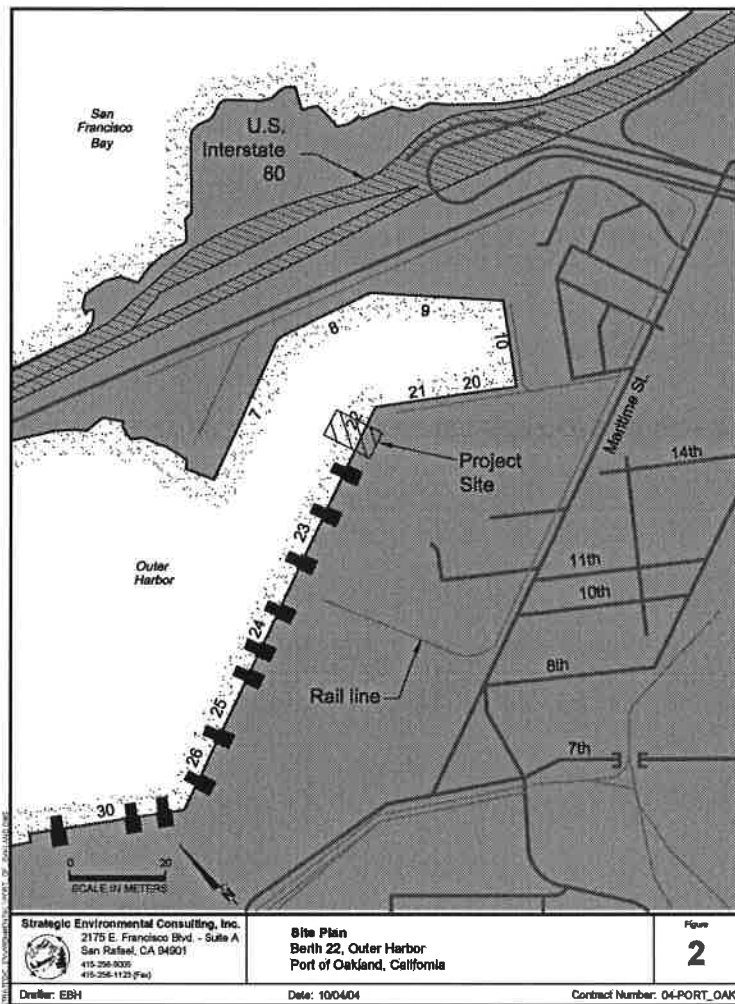 San
Francisco
Bay
U.S.
Interstate
80
9
8
10
7
21
20
22
Project
Site
Maritime St.
14th
23
Outer
Harbor
11th
10th
24
Rail line
8th
25
7th
26
30
0 20
SCALE IN METERS
Strategic Environmental Consulting, Inc.
2175 E. Francisco Blvd. - Suite A
San Rafael, CA 94901
Site Plan
Berth 22, Outer Harbor
Port of Oakland, California
Figure
2
Drafter: EBH
Date: 10/04/04
Contract Number: 04-PORT_OAK